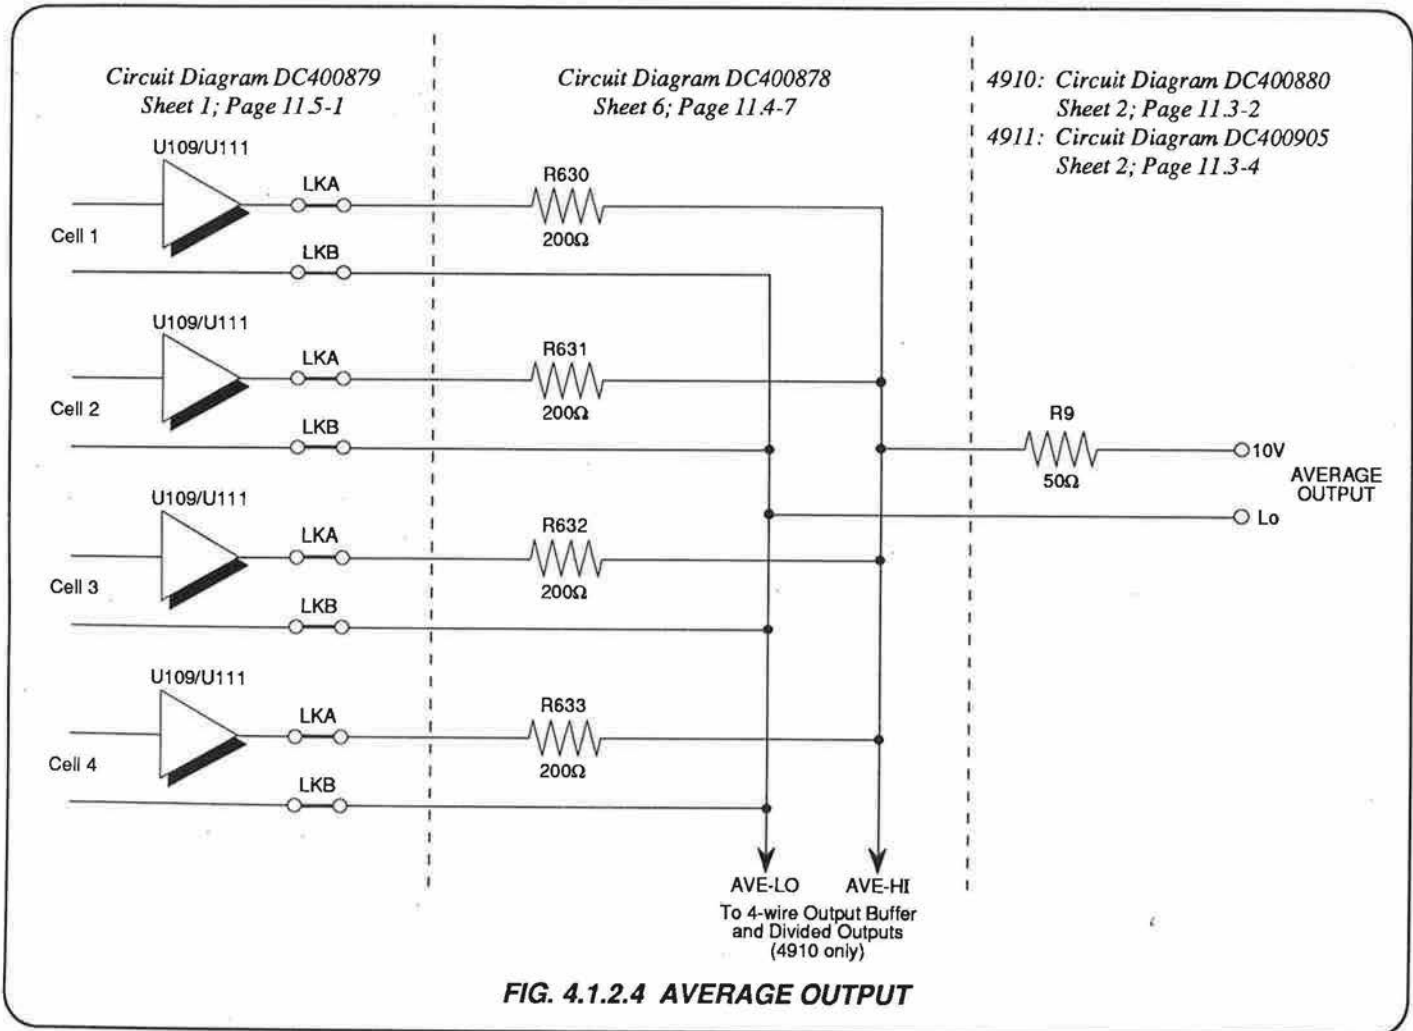 Circuit Diagram DC400879
Sheet 1; Page 11.5-1
Circuit Diagram DC400878
Sheet 6; Page 11.4-7
4910: Circuit Diagram DC400880
Sheet 2; Page 11.3-2
4911: Circuit Diagram DC400905
Sheet 2; Page 11.3-4
U109/U111
LKA
R630
200Ω
Cell 1
LKB
U109/U111
LKA
R631
200Ω
Cell 2
LKB
R9
50Ω
10V
AVERAGE
OUTPUT
Lo
U109/U111
LKA
R632
200Ω
Cell 3
LKB
U109/U111
LKA
R633
200Ω
Cell 4
LKB
AVE-LO
AVE-HI
To 4-wire Output Buffer
and Divided Outputs
(4910 only)
FIG. 4.1.2.4 AVERAGE OUTPUT